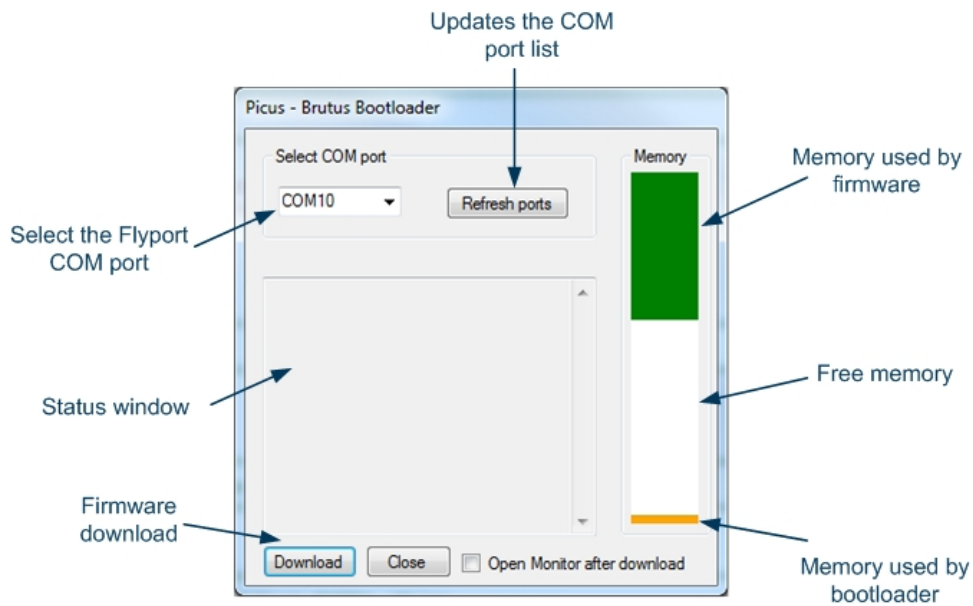 Updates the COM
port list
Picus - Brutus Bootloader
Select COM port
Memory
COM10
Refresh ports
Memory used by
firmware
Select the Flyport
COM port
Free memory
Status window
Firmware
download
Download
Close
Open Monitor after download
Memory used by
bootloader